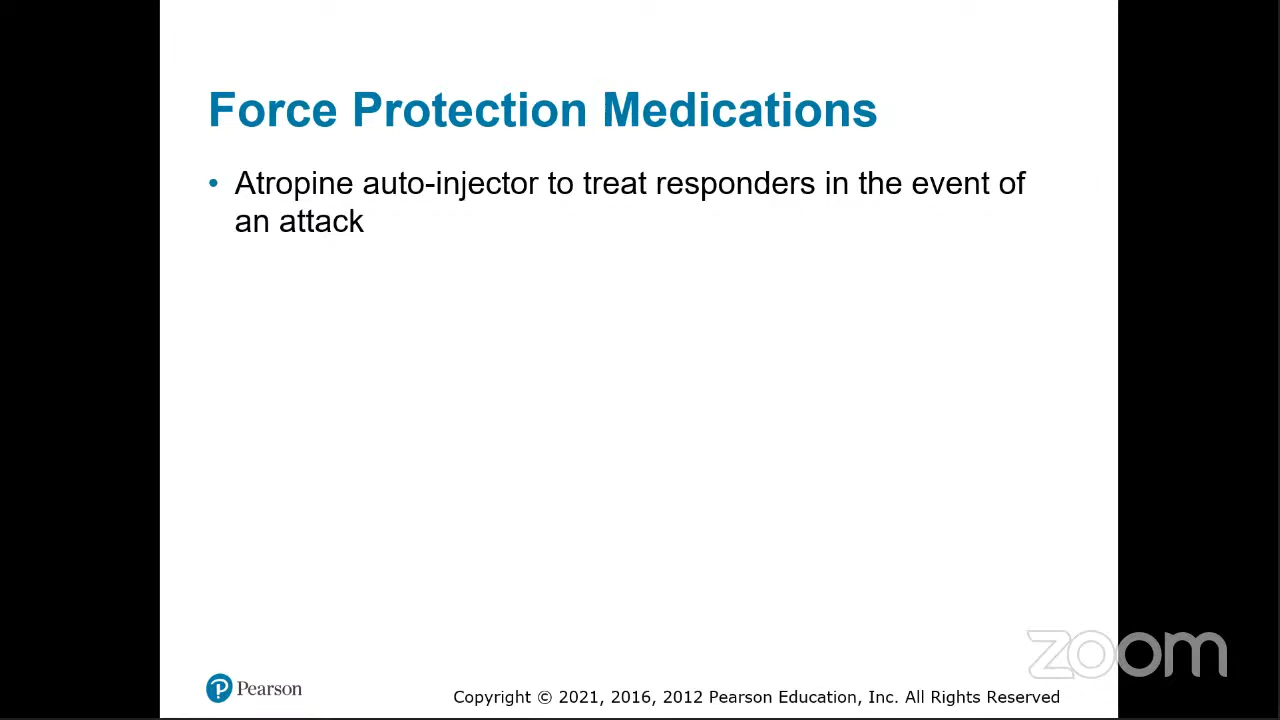 Force Protection Medications
• Atropine auto-injector to treat responders in the event of
an attack
Pearson
Copyright © 2021, 2016, 2012 Pearson Education, Inc. All Rights Reserved
zoom